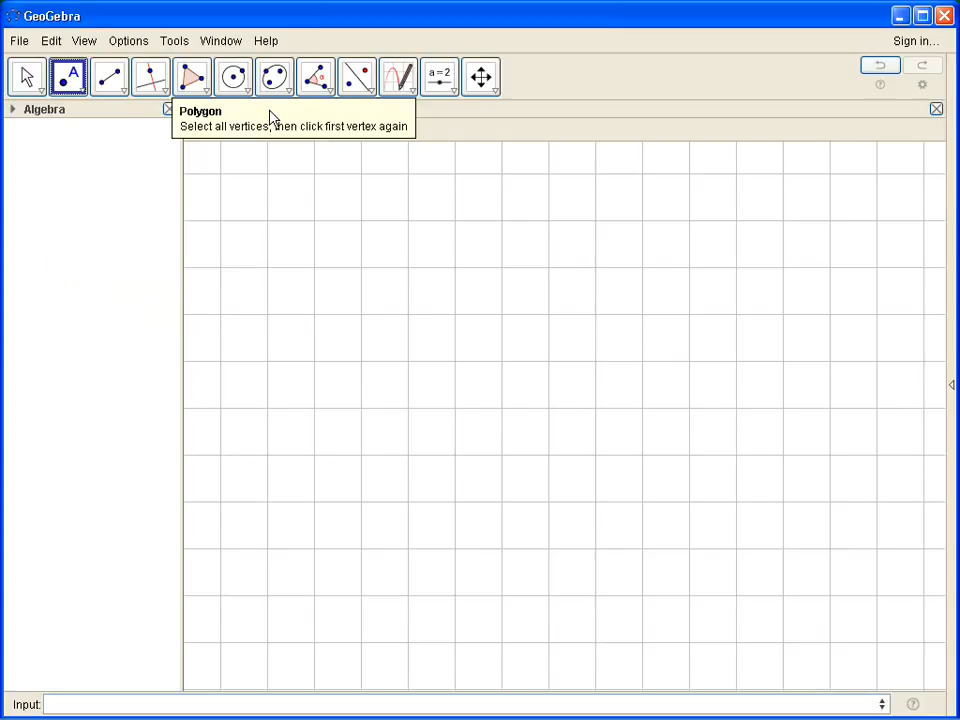 GeoGebra
File Edit View Options Tools Window Help Sign in...
A
α
a=2
Algebra
Polygon
Select all vertices, then click first vertex again
Input: